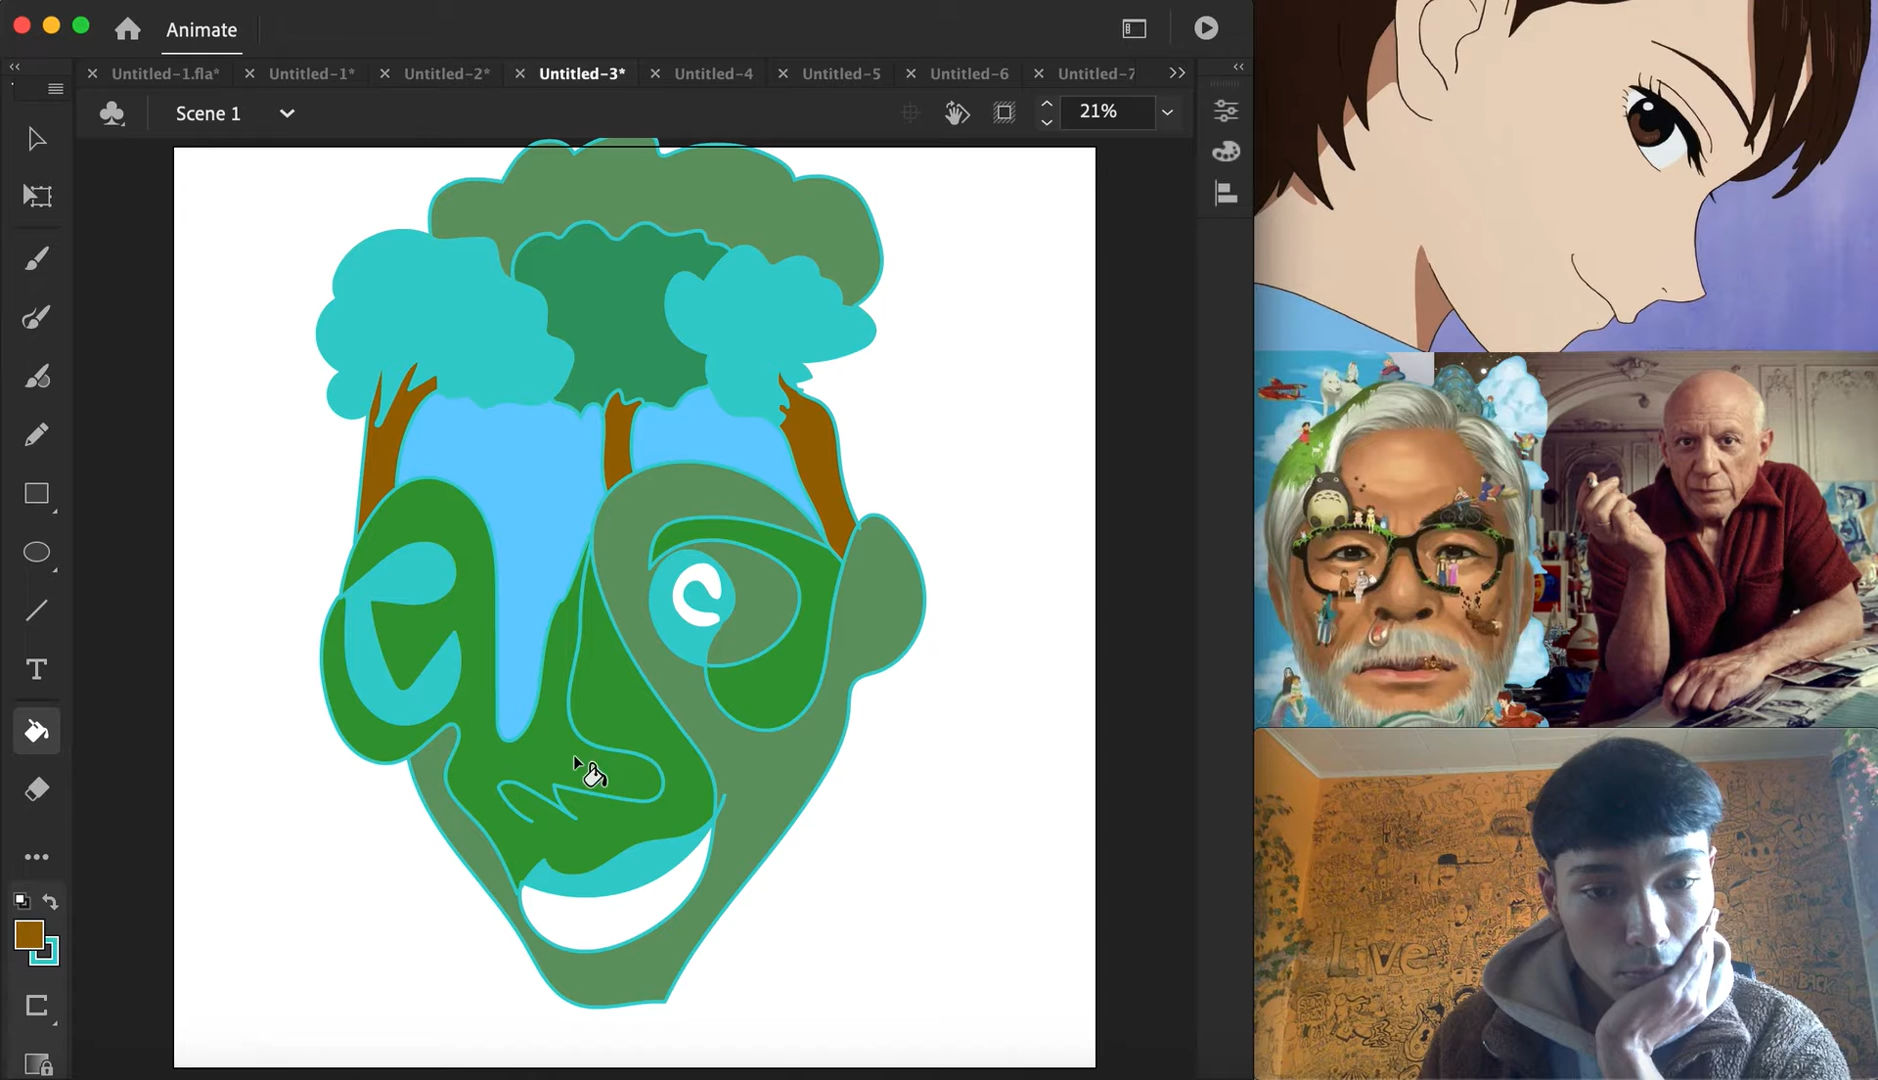 Animate
Untitled-1.fla* Untitled-1* Untitled-2* Untitled-3* Untitled-4 Untitled-5 Untitled-6 Untitled-7
Scene 1
21%
T
Live